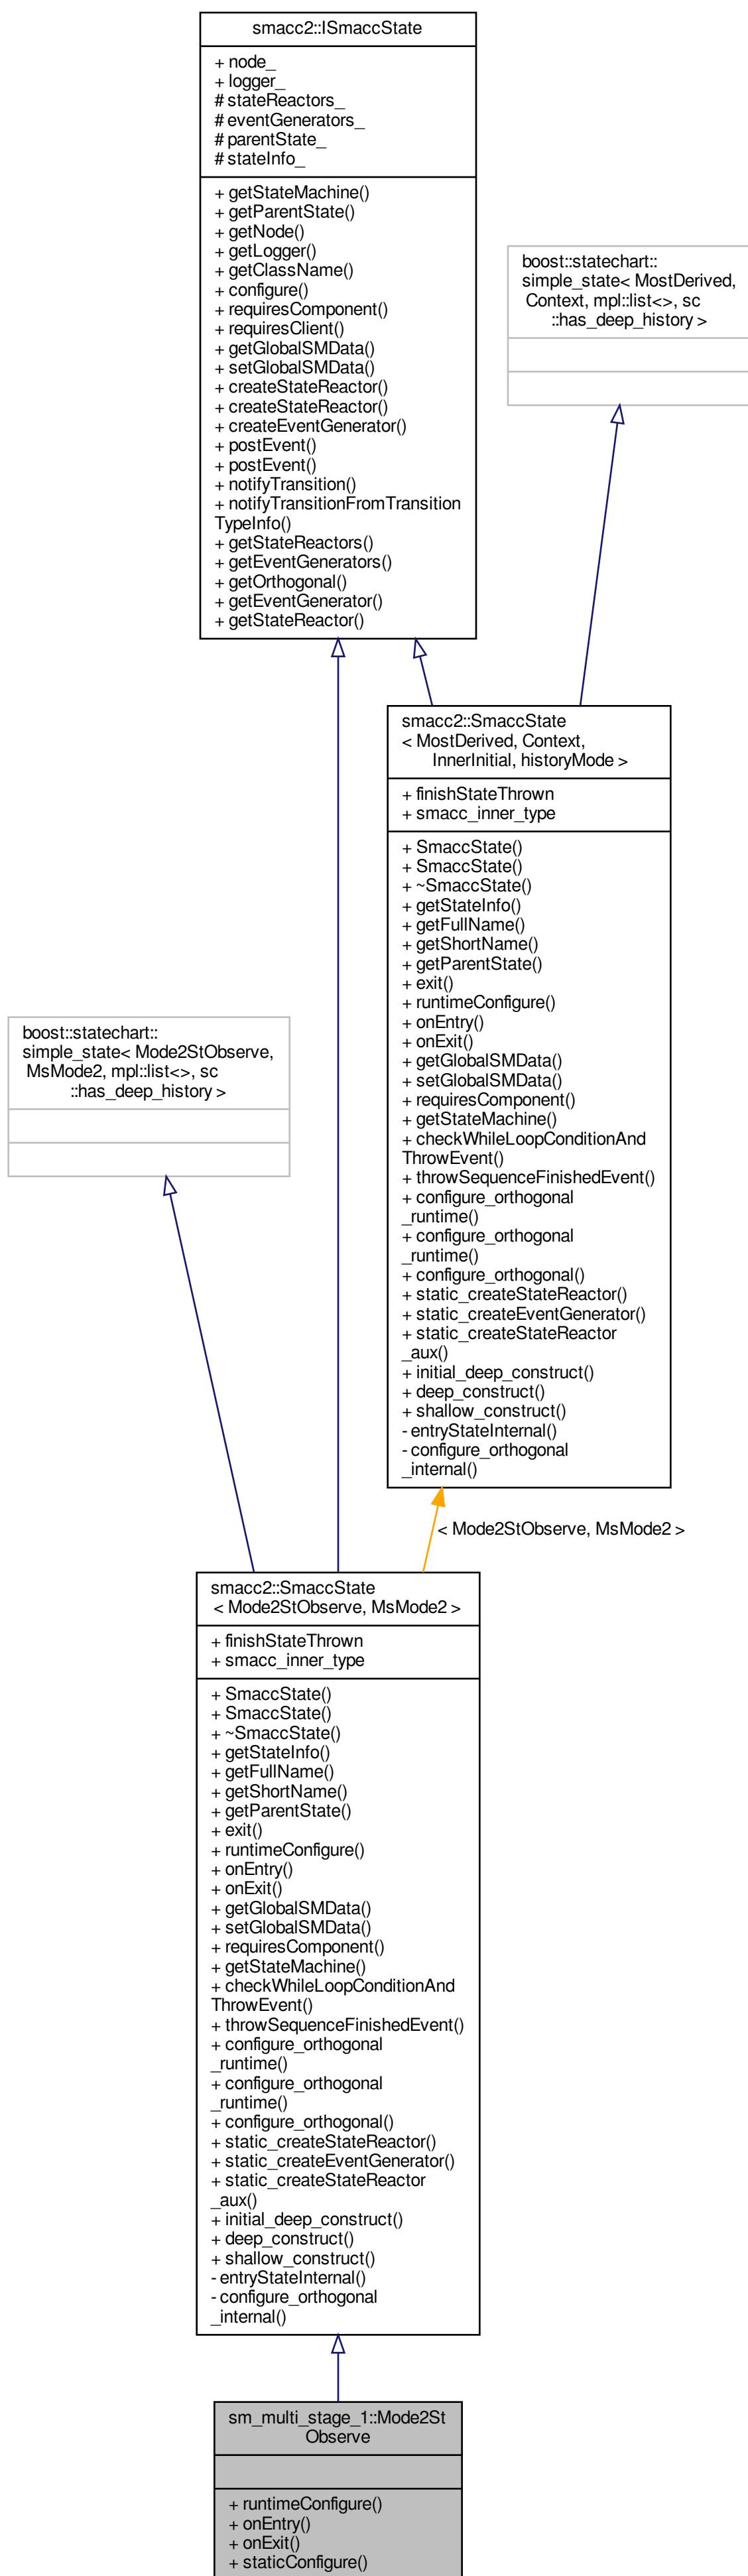 smacc2::ISmaccState
+ node_
+ logger_
# stateReactors_
# eventGenerators_
# parentState_
# stateInfo_
+ getStateMachine()
+ getParentState()
+ getNode()
+ getLogger()
+ getClassName()
+ configure()
+ requiresComponent()
+ requiresClient()
+ getGlobalSMData()
+ setGlobalSMData()
+ createStateReactor()
+ createStateReactor()
+ createEventGenerator()
+ postEvent()
+ postEvent()
+ notifyTransition()
+ notifyTransitionFromTransition
TypeInfo()
+ getStateReactors()
+ getEventGenerators()
+ getOrthogonal()
+ getEventGenerator()
+ getStateReactor()
boost::statechart::
simple_state< MostDerived,
Context, mpl::list<>, sc
::has_deep_history >
smacc2::SmaccState
< MostDerived, Context,
InnerInitial, historyMode >
+ finishStateThrown
+ smacc_inner_type
+ SmaccState()
+ SmaccState()
+ ~SmaccState()
+ getStateInfo()
+ getFullName()
+ getShortName()
+ getParentState()
+ exit()
+ runtimeConfigure()
+ onEntry()
+ onExit()
+ getGlobalSMData()
+ setGlobalSMData()
+ requiresComponent()
+ getStateMachine()
+ checkWhileLoopConditionAnd
ThrowEvent()
+ throwSequenceFinishedEvent()
+ configure_orthogonal
_runtime()
+ configure_orthogonal
_runtime()
+ configure_orthogonal()
+ static_createStateReactor()
+ static_createEventGenerator()
+ static_createStateReactor
_aux()
+ initial_deep_construct()
+ deep_construct()
+ shallow_construct()
- entryStateInternal()
- configure_orthogonal
_internal()
boost::statechart::
simple_state< Mode2StObserve,
MsMode2, mpl::list<>, sc
::has_deep_history >
< Mode2StObserve, MsMode2 >
smacc2::SmaccState
< Mode2StObserve, MsMode2 >
+ finishStateThrown
+ smacc_inner_type
+ SmaccState()
+ SmaccState()
+ ~SmaccState()
+ getStateInfo()
+ getFullName()
+ getShortName()
+ getParentState()
+ exit()
+ runtimeConfigure()
+ onEntry()
+ onExit()
+ getGlobalSMData()
+ setGlobalSMData()
+ requiresComponent()
+ getStateMachine()
+ checkWhileLoopConditionAnd
ThrowEvent()
+ throwSequenceFinishedEvent()
+ configure_orthogonal
_runtime()
+ configure_orthogonal
_runtime()
+ configure_orthogonal()
+ static_createStateReactor()
+ static_createEventGenerator()
+ static_createStateReactor
_aux()
+ initial_deep_construct()
+ deep_construct()
+ shallow_construct()
- entryStateInternal()
- configure_orthogonal
_internal()
sm_multi_stage_1::Mode2St
Observe
+ runtimeConfigure()
+ onEntry()
+ onExit()
+ staticConfigure()